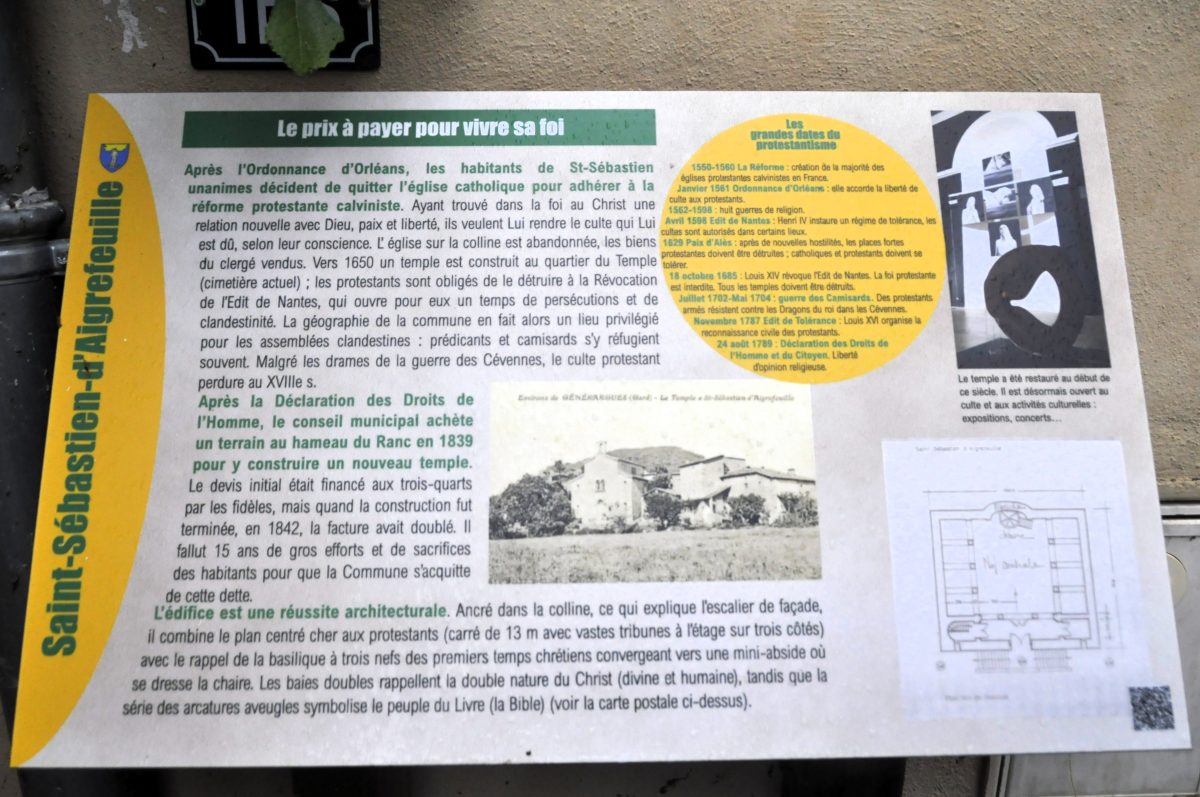 Saint-Sébastien-d'Aigrefeuille
Le prix à payer pour vivre sa foi
Après l'Ordonnance d'Orléans, les habitants de St-Sébastien
unanimes décident de quitter l'église catholique pour adhérer à la
réforme protestante calviniste. Ayant trouvé dans la foi au Christ une
relation nouvelle avec Dieu, paix et liberté, ils veulent Lui rendre le culte qui Lui
est dû, selon leur conscience. L' église sur la colline est abandonnée, les biens
du clergé vendus. Vers 1650 un temple est construit au quartier du Temple
(cimetière actuel) ; les protestants sont obligés de le détruire à la Révocation
de l'Edit de Nantes, qui ouvre pour eux un temps de persécutions et de
clandestinité. La géographie de la commune en fait alors un lieu privilégié
pour les assemblées clandestines : prédicants et camisards s'y réfugient
souvent. Malgré les drames de la guerre des Cévennes, le culte protestant
perdure au XVIIIe s.
Après la Déclaration des Droits de
l'Homme, le conseil municipal achète
un terrain au hameau du Ranc en 1839
pour y construire un nouveau temple.
Le devis initial était financé aux trois-quarts
par les fidèles, mais quand la construction fut
terminée, en 1842, la facture avait doublé. Il
fallut 15 ans de gros efforts et de sacrifices
des habitants pour que la Commune s'acquitte
de cette dette.
L'édifice est une réussite architecturale. Ancré dans la colline, ce qui explique l'escalier de façade,
il combine le plan centré cher aux protestants (carré de 13 m avec vastes tribunes à l'étage sur trois côtés)
avec le rappel de la basilique à trois nefs des premiers temps chrétiens convergeant vers une mini-abside où
se dresse la chaire. Les baies doubles rappellent la double nature du Christ (divine et humaine), tandis que la
série des arcatures aveugles symbolise le peuple du Livre (la Bible) (voir la carte postale ci-dessus).
Environs de GÉNÉRARGUES (Gard) - Le Temple à St-Sébastien d'Aigrefeuille
Les
grandes dates du
protestantisme
1550-1560 La Réforme : création de la majorité des
églises protestantes calvinistes en France.
Janvier 1561 Ordonnance d'Orléans : elle accorde la liberté de
culte aux protestants.
1562-1598 : huit guerres de religion.
Avril 1598 Edit de Nantes : Henri IV instaure un régime de tolérance, les
cultes sont autorisés dans certains lieux.
1629 Paix d'Alès : après de nouvelles hostilités, les places fortes
protestantes doivent être détruites ; catholiques et protestants doivent se
tolérer.
18 octobre 1685 : Louis XIV révoque l'Edit de Nantes. La foi protestante
est interdite. Tous les temples doivent être détruits.
Juillet 1702-Mai 1704 : guerre des Camisards. Des protestants
armés résistent contre les Dragons du roi dans les Cévennes.
Novembre 1787 Edit de Tolérance : Louis XVI organise la
reconnaissance civile des protestants.
24 août 1789 : Déclaration des Droits de
l'Homme et du Citoyen. Liberté
d'opinion religieuse.
Le temple a été restauré au début de
ce siècle. Il est désormais ouvert au
culte et aux activités culturelles :
expositions, concerts...
Saint Sébastien d'Aigrefeuille
chaire
Nef centrale